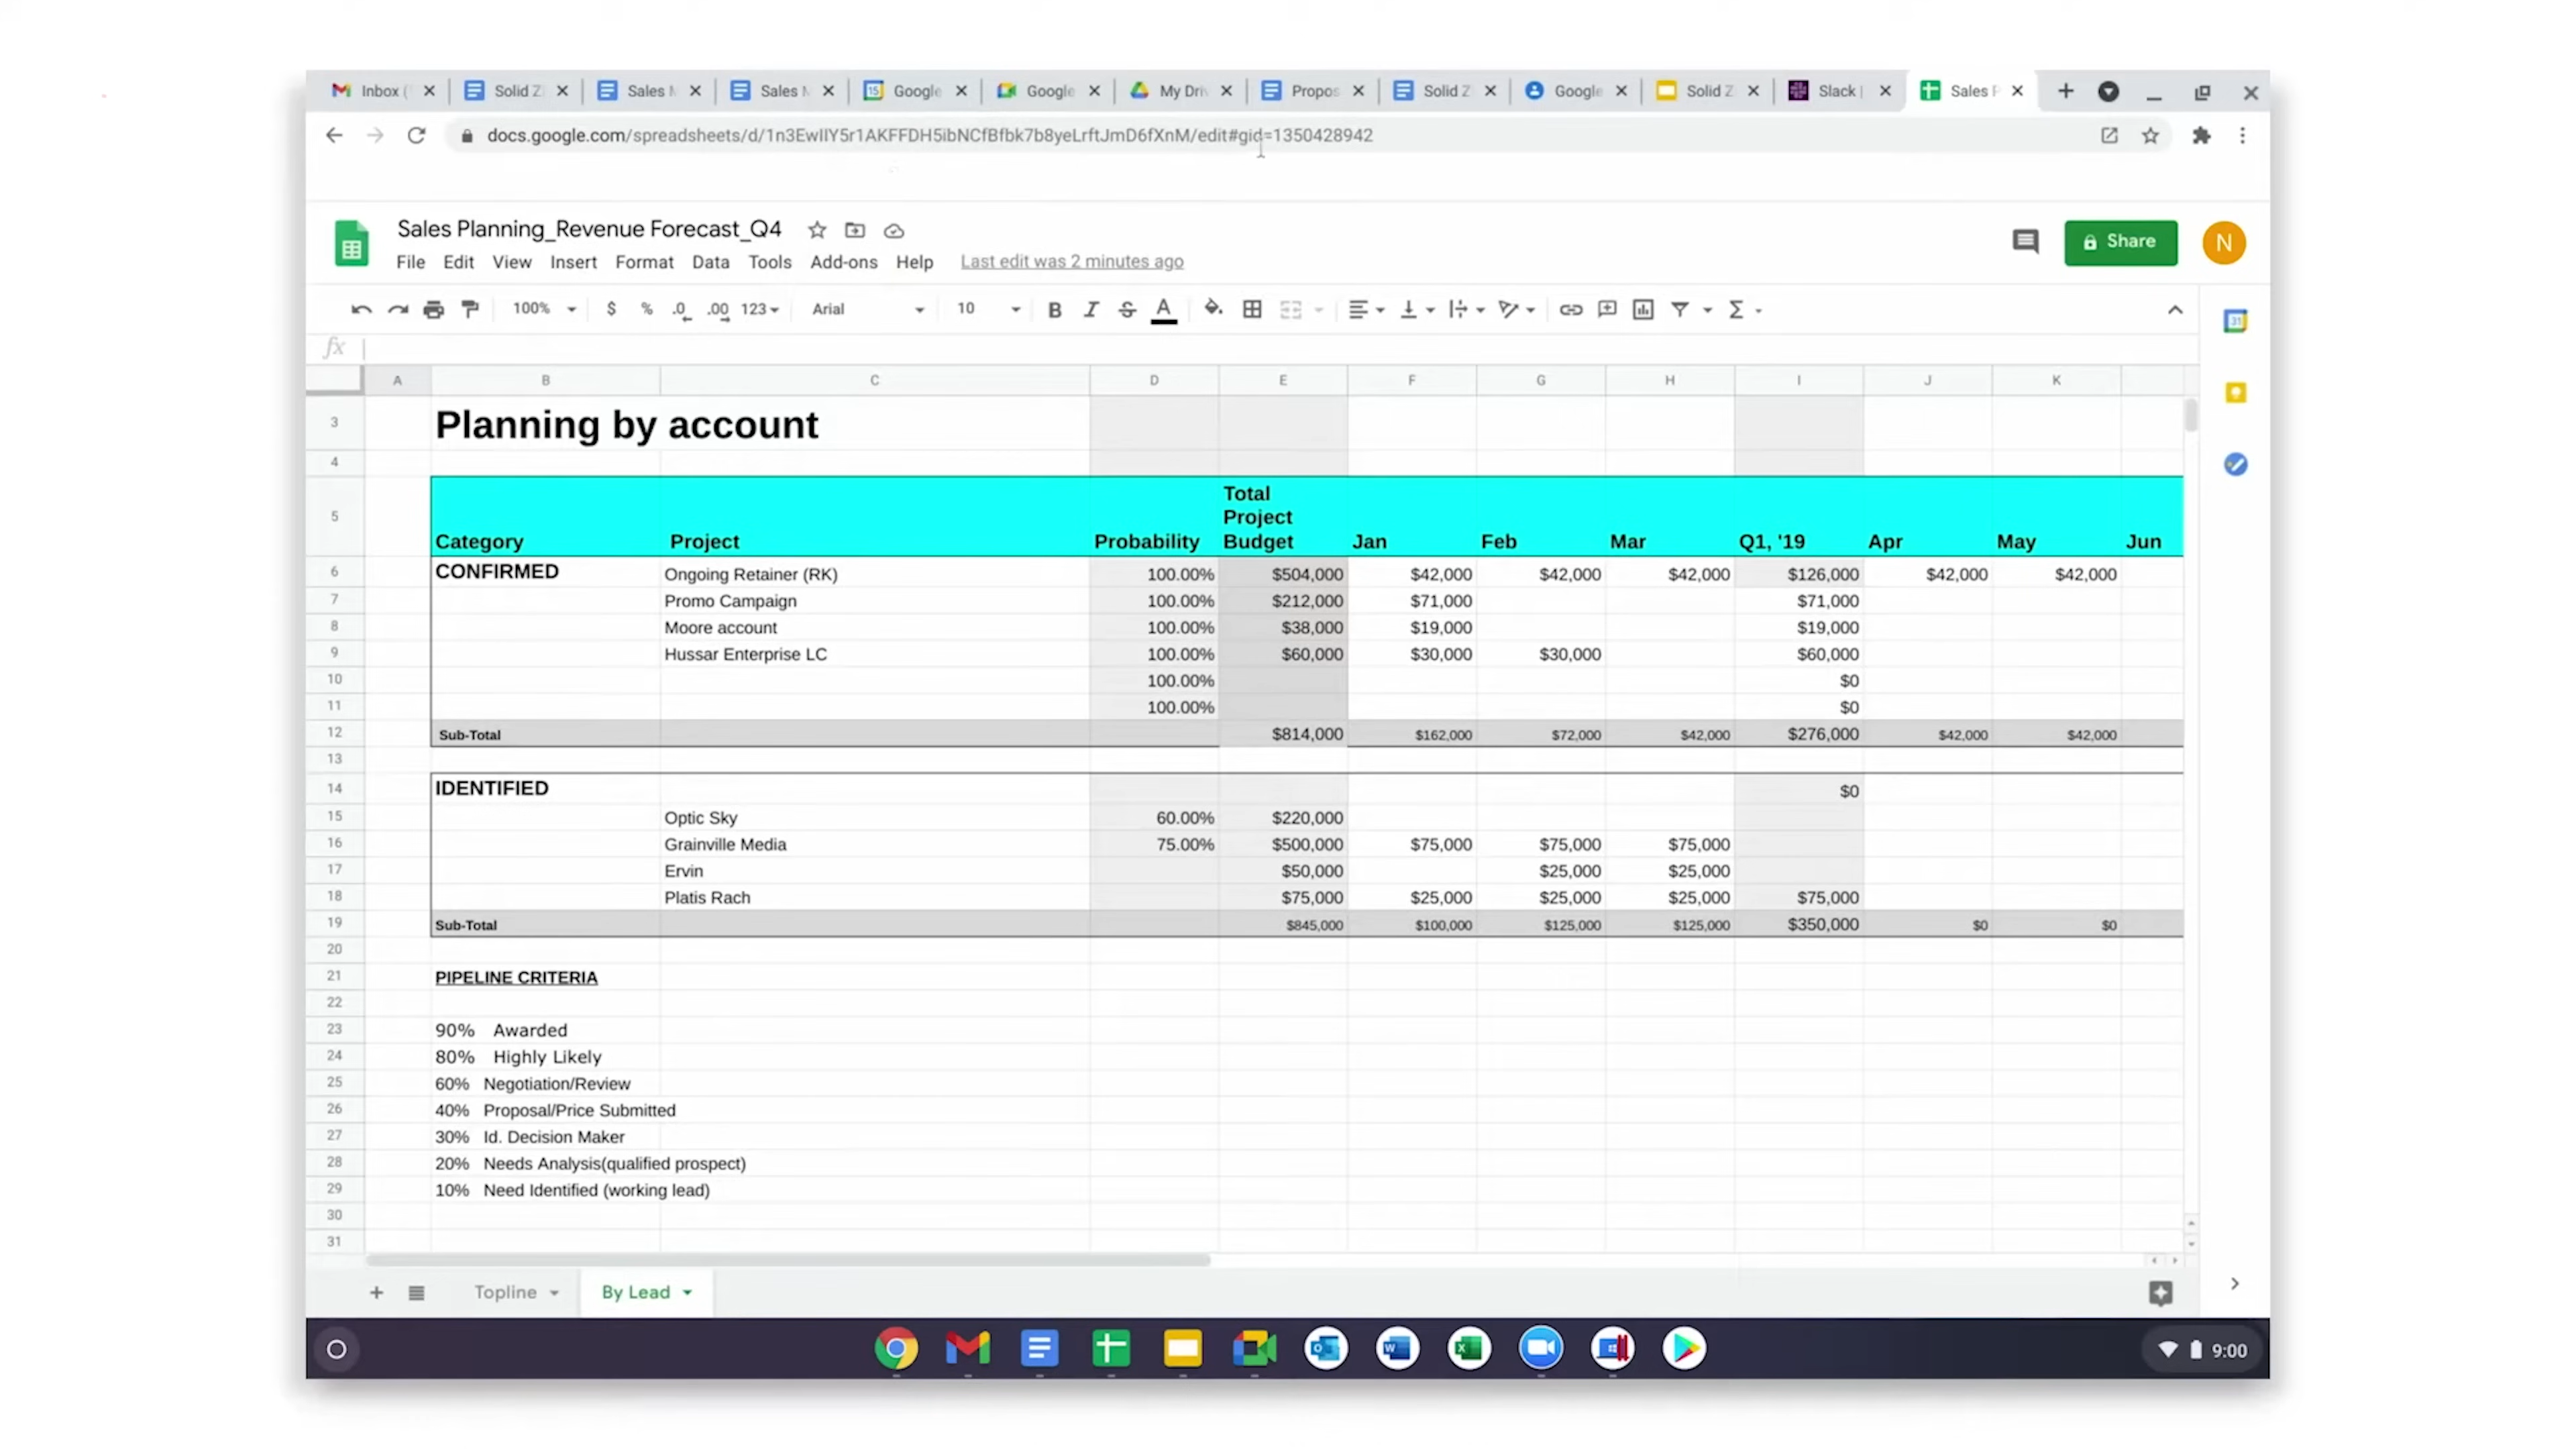 Inbox ( Solid Z Sales M Sales M Google Google My Driv Propos Solid Z Google Solid Z Slack | Sales P
docs.google.com/spreadsheets/d/1n3EwIIY5r1AKFFDH5ibNCfBfbk7b8yeLrftJmD6fXnM/edit#gid=1350428942
Sales Planning_Revenue Forecast_Q4
Share
N
File Edit View Insert Format Data Tools Add-ons Help Last edit was 2 minutes ago
100% $ % .0 .00 123 Arial 10 B I S A Σ
31
fx
A B C D E F G H I J K
3 Planning by account
4
5 Category Project Probability Total Project Budget Jan Feb Mar Q1, '19 Apr May Jun
6 CONFIRMED Ongoing Retainer (RK) 100.00% $504,000 $42,000 $42,000 $42,000 $126,000 $42,000 $42,000
7 Promo Campaign 100.00% $212,000 $71,000 $71,000
8 Moore account 100.00% $38,000 $19,000 $19,000
9 Hussar Enterprise LC 100.00% $60,000 $30,000 $30,000 $60,000
10 100.00% $0
11 100.00% $0
12 Sub-Total $814,000 $162,000 $72,000 $42,000 $276,000 $42,000 $42,000
13
14 IDENTIFIED $0
15 Optic Sky 60.00% $220,000
16 Grainville Media 75.00% $500,000 $75,000 $75,000 $75,000
17 Ervin $50,000 $25,000 $25,000
18 Platis Rach $75,000 $25,000 $25,000 $25,000 $75,000
19 Sub-Total $845,000 $100,000 $125,000 $125,000 $350,000 $0 $0
20
21 PIPELINE CRITERIA
22
23 90% Awarded
24 80% Highly Likely
25 60% Negotiation/Review
26 40% Proposal/Price Submitted
27 30% Id. Decision Maker
28 20% Needs Analysis(qualified prospect)
29 10% Need Identified (working lead)
30
31
Topline By Lead
9:00